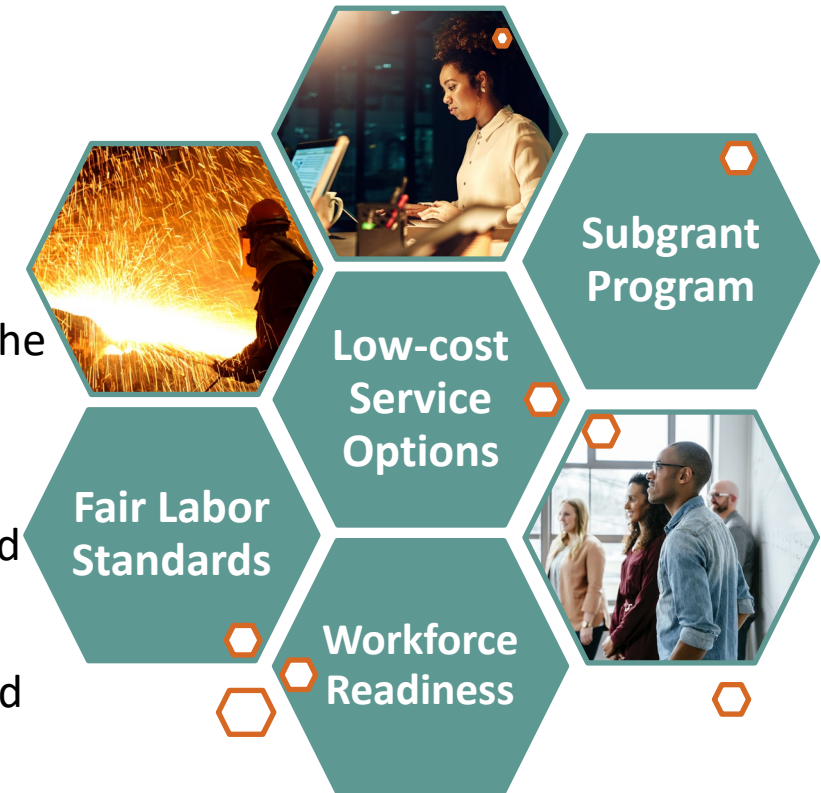 he
d
d
Subgrant
Program
Low-cost
Service
Options
Fair Labor
Standards
Workforce
Readiness